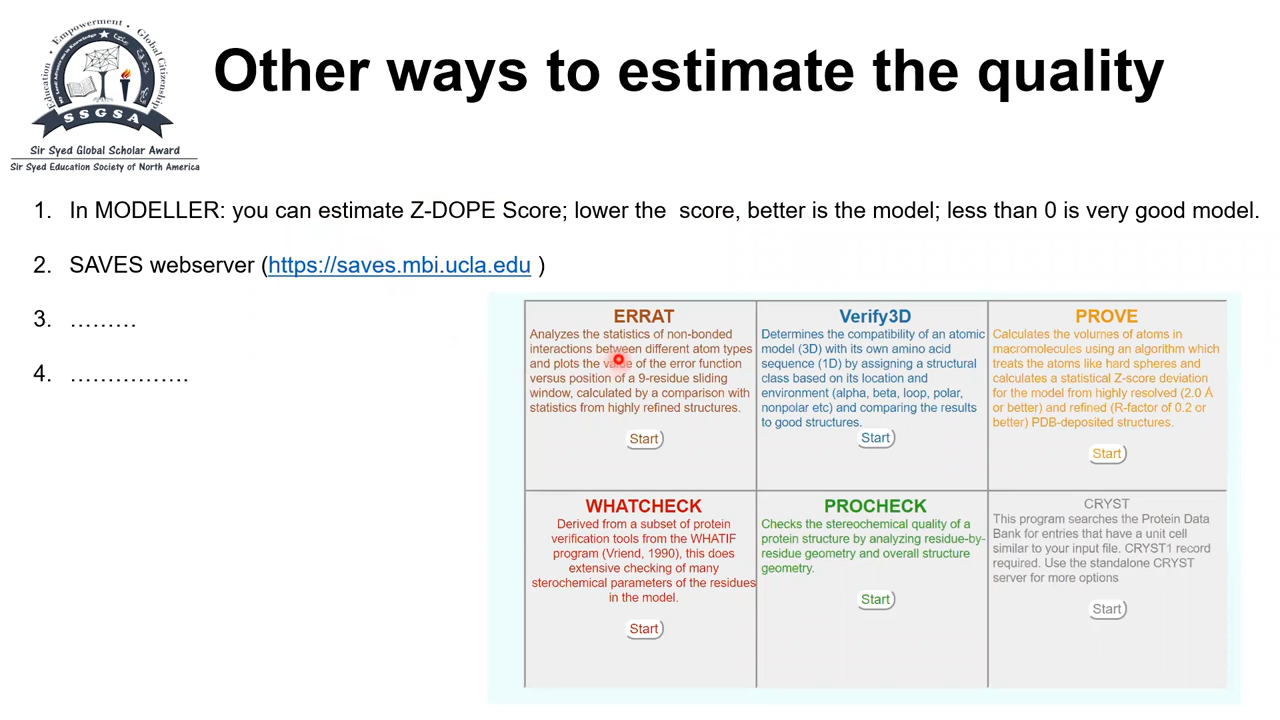 Education • Empowerment • Global Citizenship
SSGSA
Sir Syed Global Scholar Award
Sir Syed Education Society of North America
Other ways to estimate the quality
1. In MODELLER: you can estimate Z-DOPE Score; lower the score, better is the model; less than 0 is very good model.
2. SAVES webserver (https://saves.mbi.ucla.edu )
3. ………
4. …………….
ERRAT
Analyzes the statistics of non-bonded
interactions between different atom types
and plots the value of the error function
versus position of a 9-residue sliding
window, calculated by a comparison with
statistics from highly refined structures.
Start
Verify3D
Determines the compatibility of an atomic
model (3D) with its own amino acid
sequence (1D) by assigning a structural
class based on its location and
environment (alpha, beta, loop, polar,
nonpolar etc) and comparing the results
to good structures.
Start
PROVE
Calculates the volumes of atoms in
macromolecules using an algorithm which
treats the atoms like hard spheres and
calculates a statistical Z-score deviation
for the model from highly resolved (2.0 Å
or better) and refined (R-factor of 0.2 or
better) PDB-deposited structures.
Start
WHATCHECK
Derived from a subset of protein
verification tools from the WHATIF
program (Vriend, 1990), this does
extensive checking of many
sterochemical parameters of the residues
in the model.
Start
PROCHECK
Checks the stereochemical quality of a
protein structure by analyzing residue-by-
residue geometry and overall structure
geometry.
Start
CRYST
This program searches the Protein Data
Bank for entries that have a unit cell
similar to your input file. CRYST1 record
required. Use the standalone CRYST
server for more options
Start